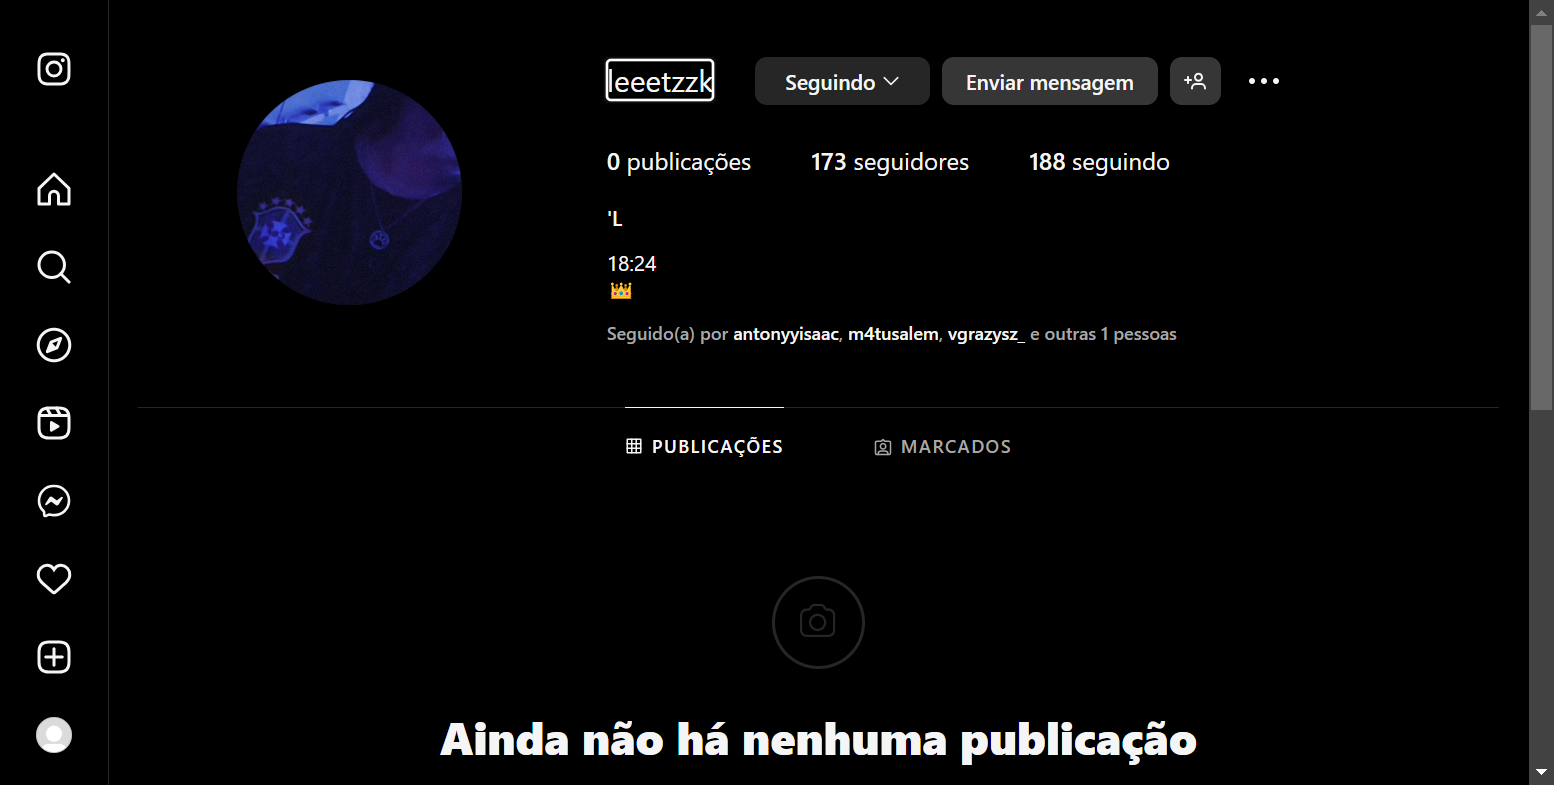 leeetzzk Seguindo Enviar mensagem
0 publicações 173 seguidores 188 seguindo
'L
18:24
👑
Seguido(a) por antonyyisaac, m4tusalem, vgrazysz_ e outras 1 pessoas
PUBLICAÇÕES MARCADOS
Ainda não há nenhuma publicação